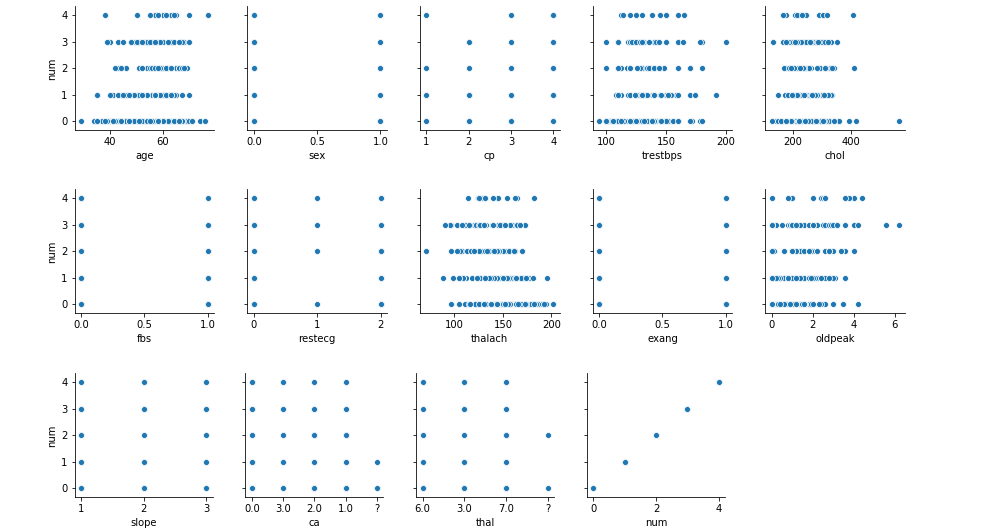 4
3
2
1
0
num
40 60
age
0.0 0.5 1.0
sex
1 2 3 4
cp
100 150 200
trestbps
200 400
chol
4
3
2
1
0
num
0.0 0.5 1.0
fbs
0 1 2
restecg
100 150 200
thalach
0.0 0.5 1.0
exang
0 2 4 6
oldpeak
4
3
2
1
0
num
1 2 3
slope
0.0 3.0 2.0 1.0 ?
ca
6.0 3.0 7.0 ?
thal
0 2 4
num